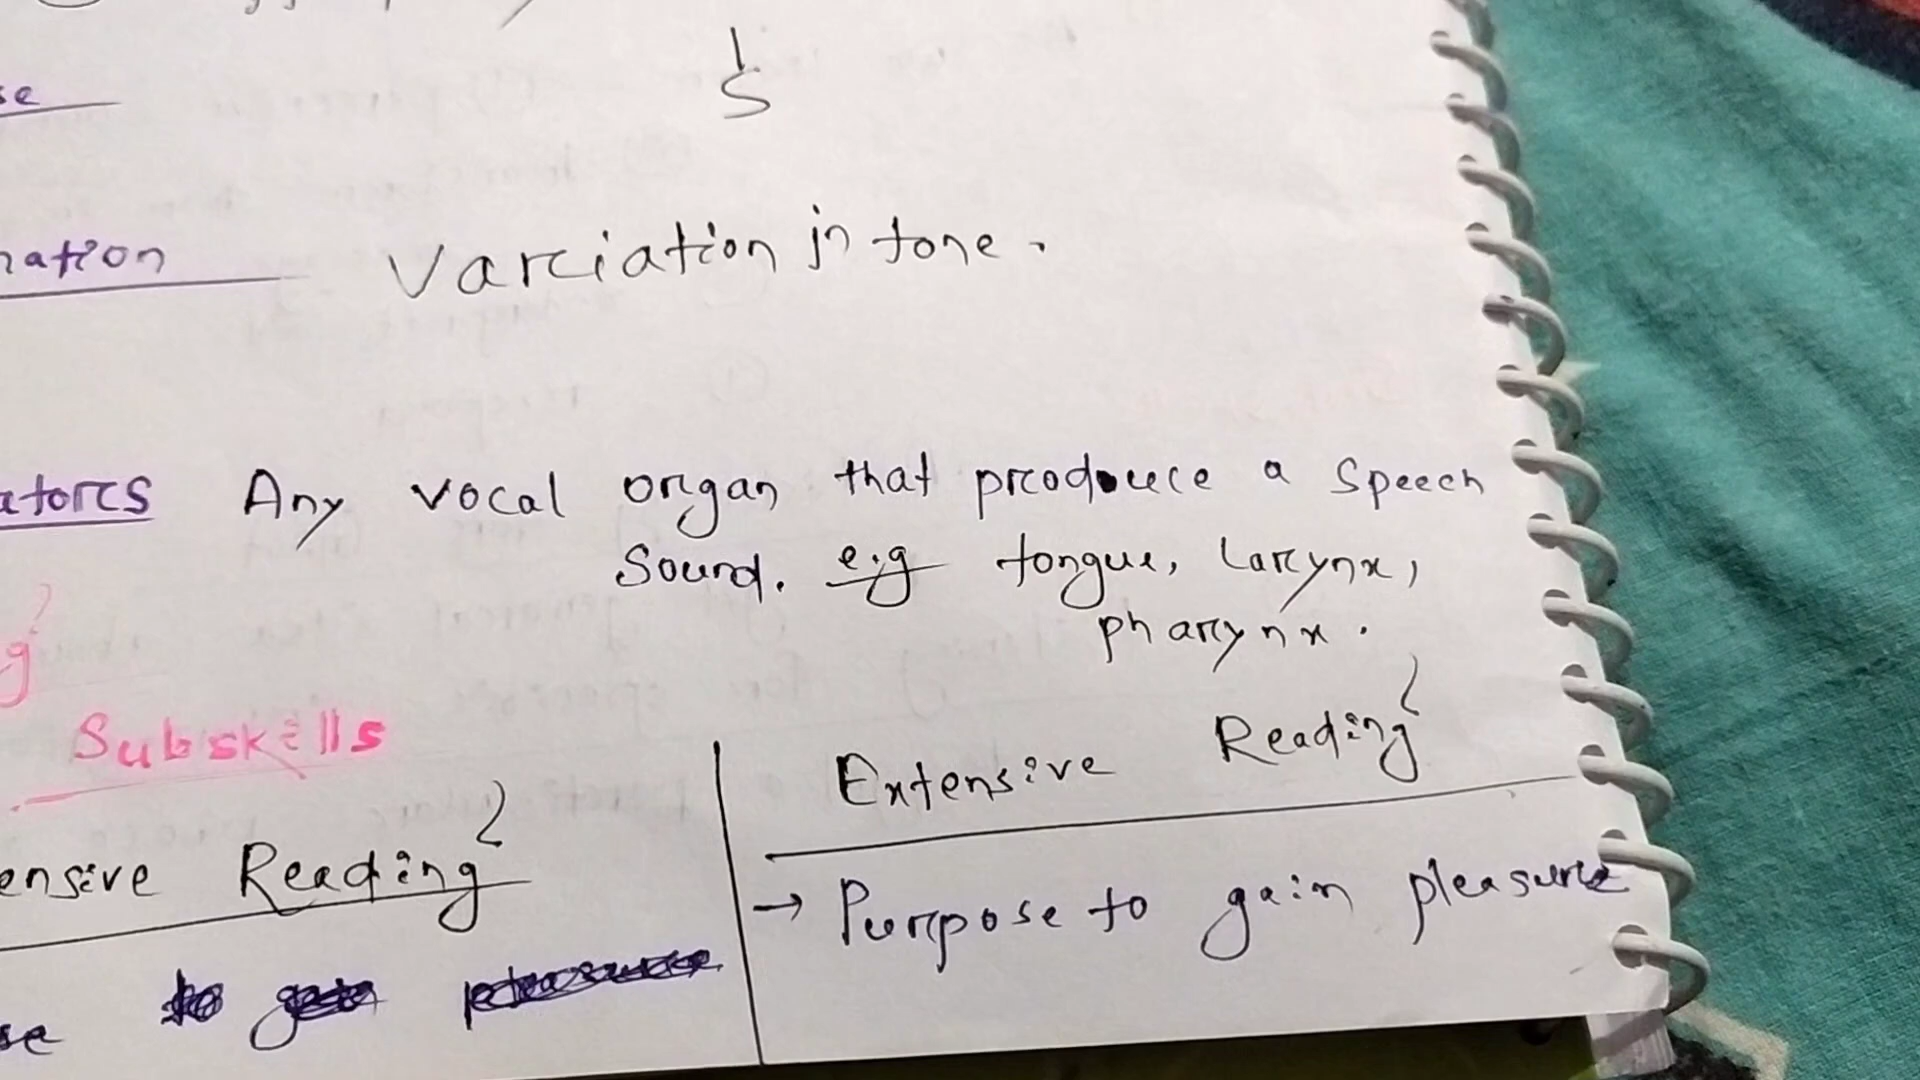 se
S
nation Variation in tone.
ators Any vocal organ that produce a speech
sound. e.g tongue, larynx,
pharynx.
g
Subskills
Extensive Reading
ensive Reading
→ Purpose to gain pleasure
se